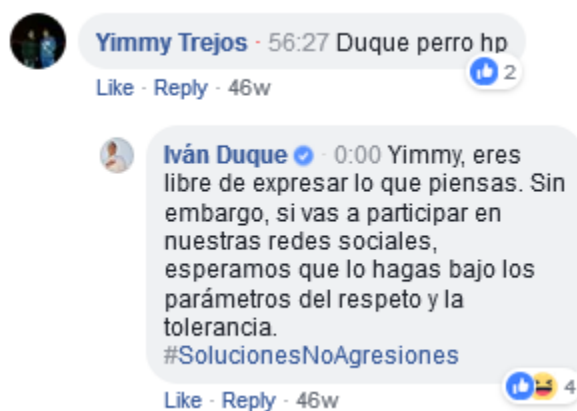 Yimmy Trejos · 56:27 Duque perro hp
2
Like · Reply · 46w
Iván Duque · 0:00 Yimmy, eres
libre de expresar lo que piensas. Sin
embargo, si vas a participar en
nuestras redes sociales,
esperamos que lo hagas bajo los
parámetros del respeto y la
tolerancia.
#SolucionesNoAgresiones
4
Like · Reply · 46w